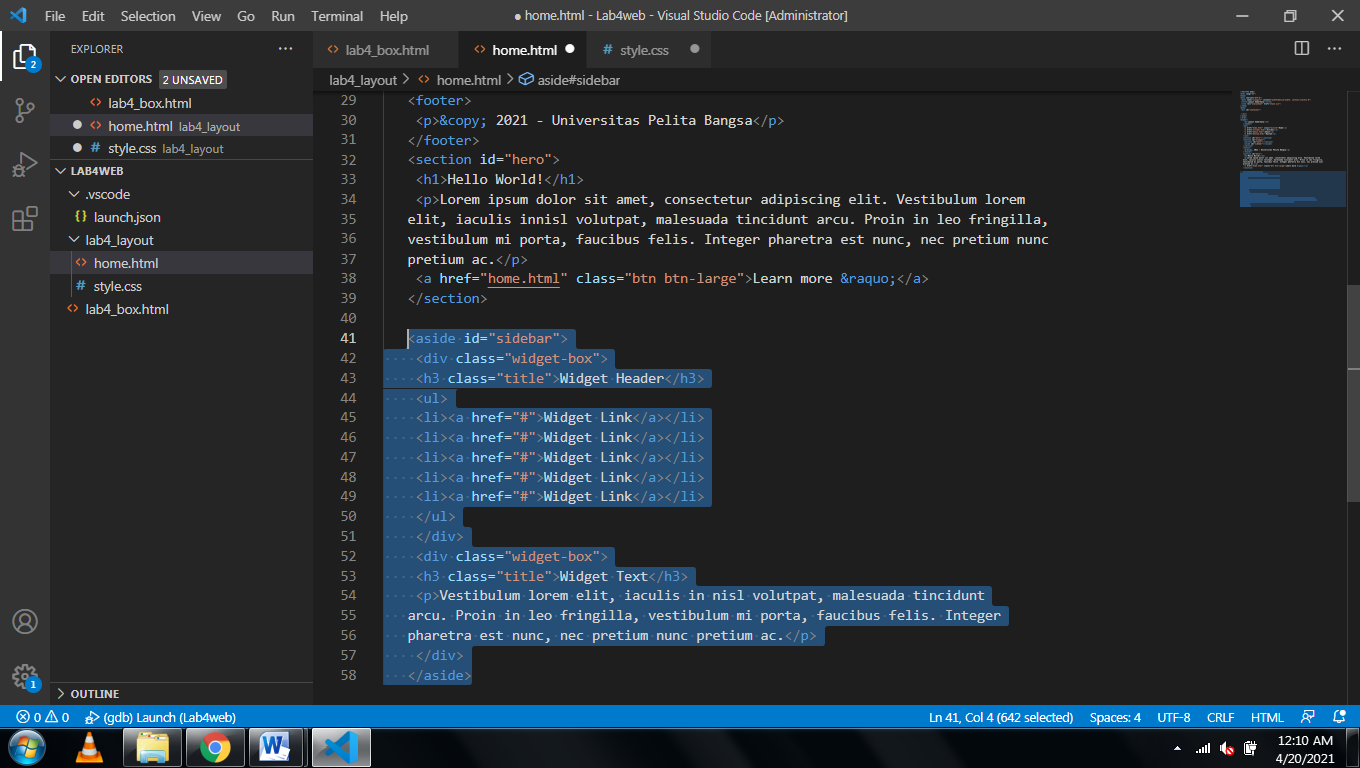 File Edit Selection View Go Run Terminal Help
● home.html - Lab4web - Visual Studio Code [Administrator]
EXPLORER
OPEN EDITORS 2 UNSAVED
lab4_box.html
home.html lab4_layout
style.css lab4_layout
LAB4WEB
.vscode
launch.json
lab4_layout
home.html
style.css
lab4_box.html
OUTLINE
2
1
lab4_box.html home.html style.css
lab4_layout > home.html > aside#sidebar
29 <footer>
30 <p>&copy; 2021 - Universitas Pelita Bangsa</p>
31 </footer>
32 <section id="hero">
33 <h1>Hello World!</h1>
34 <p>Lorem ipsum dolor sit amet, consectetur adipiscing elit. Vestibulum lorem
35 elit, iaculis innisl volutpat, malesuada tincidunt arcu. Proin in leo fringilla,
36 vestibulum mi porta, faucibus felis. Integer pharetra est nunc, nec pretium nunc
37 pretium ac.</p>
38 <a href="home.html" class="btn btn-large">Learn more &raquo;</a>
39 </section>
40
41 <aside id="sidebar">
42 <div class="widget-box">
43 <h3 class="title">Widget Header</h3>
44 <ul>
45 <li><a href="#">Widget Link</a></li>
46 <li><a href="#">Widget Link</a></li>
47 <li><a href="#">Widget Link</a></li>
48 <li><a href="#">Widget Link</a></li>
49 <li><a href="#">Widget Link</a></li>
50 </ul>
51 </div>
52 <div class="widget-box">
53 <h3 class="title">Widget Text</h3>
54 <p>Vestibulum lorem elit, iaculis in nisl volutpat, malesuada tincidunt
55 arcu. Proin in leo fringilla, vestibulum mi porta, faucibus felis. Integer
56 pharetra est nunc, nec pretium nunc pretium ac.</p>
57 </div>
58 </aside>
0 0 (gdb) Launch (Lab4web) Ln 41, Col 4 (642 selected) Spaces: 4 UTF-8 CRLF HTML
12:10 AM
4/20/2021